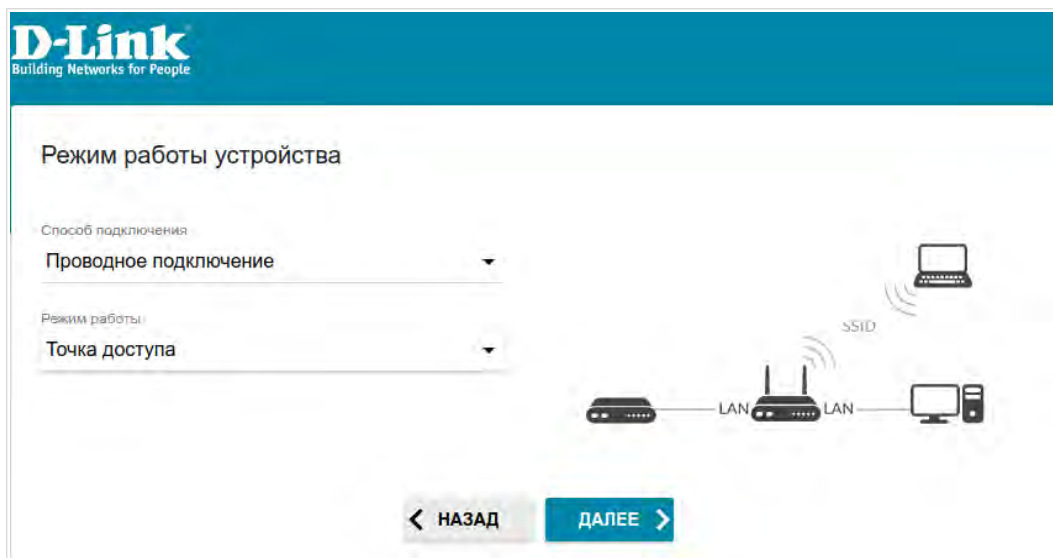 D-Link
Building Networks for People
Режим работы устройства
Способ подключения
Проводное подключение
Режим работы
Точка доступа
SSID
LAN
LAN
НАЗАД
ДАЛЕЕ